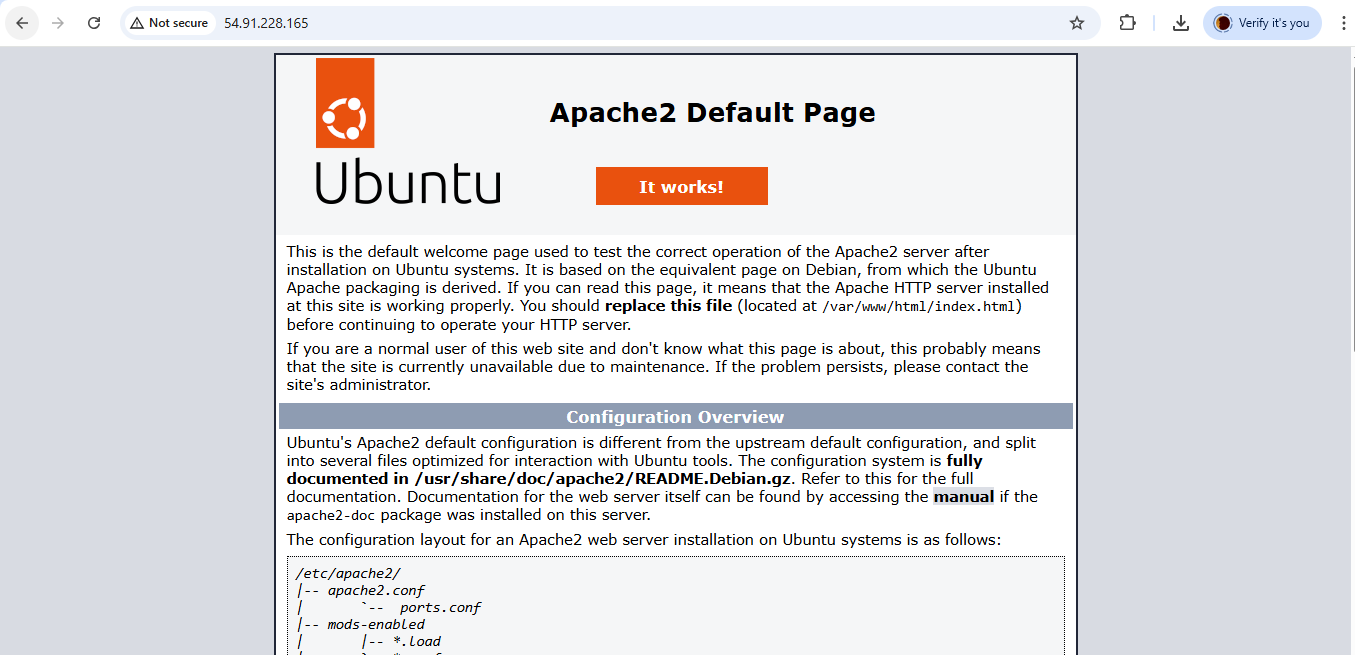 Not secure 54.91.228.165 Verify it's you
Apache2 Default Page
Ubuntu
It works!
This is the default welcome page used to test the correct operation of the Apache2 server after
installation on Ubuntu systems. It is based on the equivalent page on Debian, from which the Ubuntu
Apache packaging is derived. If you can read this page, it means that the Apache HTTP server installed
at this site is working properly. You should replace this file (located at /var/www/html/index.html)
before continuing to operate your HTTP server.
If you are a normal user of this web site and don't know what this page is about, this probably means
that the site is currently unavailable due to maintenance. If the problem persists, please contact the
site's administrator.
Configuration Overview
Ubuntu's Apache2 default configuration is different from the upstream default configuration, and split
into several files optimized for interaction with Ubuntu tools. The configuration system is fully
documented in /usr/share/doc/apache2/README.Debian.gz. Refer to this for the full
documentation. Documentation for the web server itself can be found by accessing the manual if the
apache2-doc package was installed on this server.
The configuration layout for an Apache2 web server installation on Ubuntu systems is as follows:
/etc/apache2/
|-- apache2.conf
|       `--  ports.conf
|-- mods-enabled
|       |-- *.load